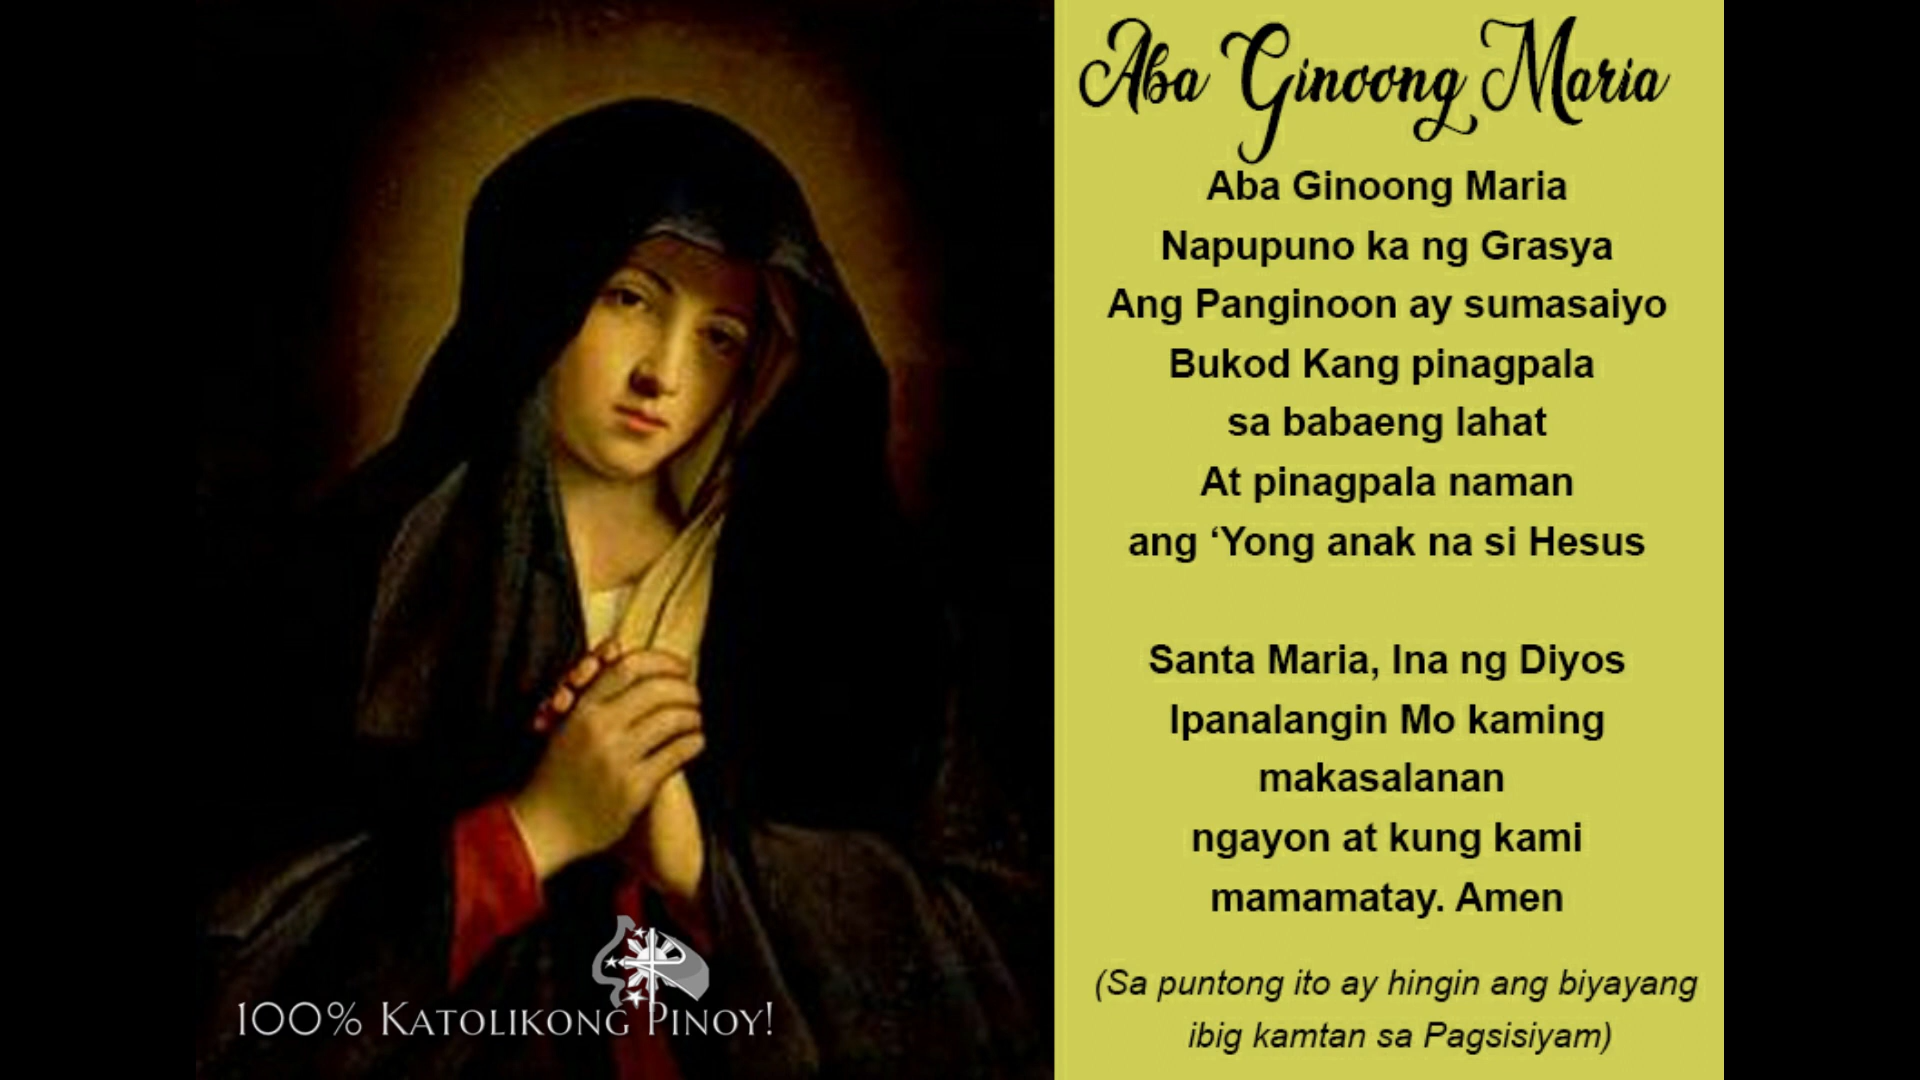 Aba Ginoong Maria
Aba Ginoong Maria
Napupuno ka ng Grasya
Ang Panginoon ay sumasaiyo
Bukod Kang pinagpala
sa babaeng lahat
At pinagpala naman
ang ‘Yong anak na si Hesus
Santa Maria, Ina ng Diyos
Ipanalangin Mo kaming
makasalanan
ngayon at kung kami
mamamatay. Amen
(Sa puntong ito ay hingin ang biyayang
ibig kamtan sa Pagsisiyam)
100% Katolikong Pinoy!